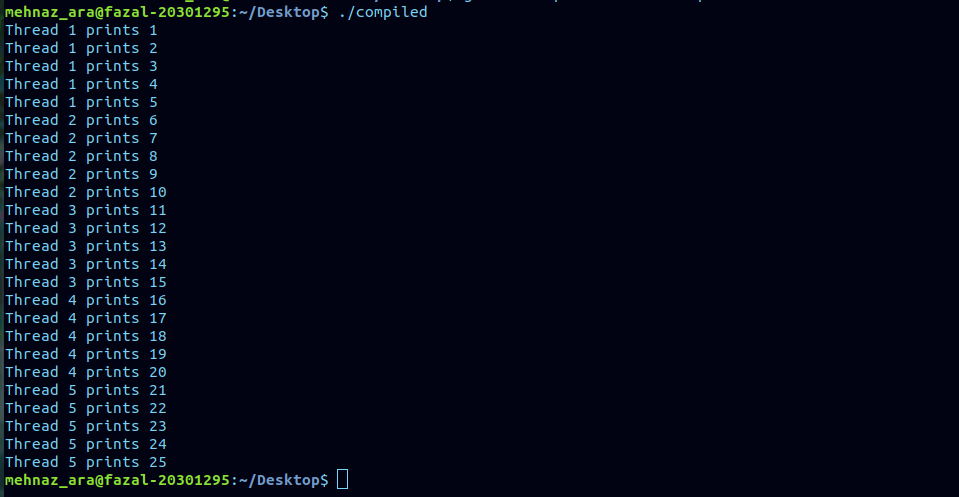 mehnaz_ara@fazal-20301295:~/Desktop$ ./compiled
Thread 1 prints 1
Thread 1 prints 2
Thread 1 prints 3
Thread 1 prints 4
Thread 1 prints 5
Thread 2 prints 6
Thread 2 prints 7
Thread 2 prints 8
Thread 2 prints 9
Thread 2 prints 10
Thread 3 prints 11
Thread 3 prints 12
Thread 3 prints 13
Thread 3 prints 14
Thread 3 prints 15
Thread 4 prints 16
Thread 4 prints 17
Thread 4 prints 18
Thread 4 prints 19
Thread 4 prints 20
Thread 5 prints 21
Thread 5 prints 22
Thread 5 prints 23
Thread 5 prints 24
Thread 5 prints 25
mehnaz_ara@fazal-20301295:~/Desktop$